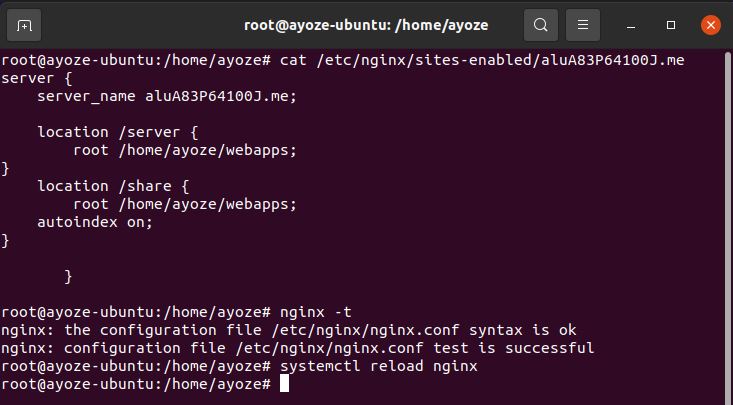 root@ayoze-ubuntu: /home/ayoze
root@ayoze-ubuntu:/home/ayoze# cat /etc/nginx/sites-enabled/aluA83P64100J.me
server {
    server_name aluA83P64100J.me;

    location /server {
        root /home/ayoze/webapps;
}
    location /share {
        root /home/ayoze/webapps;
    autoindex on;
}

       }

root@ayoze-ubuntu:/home/ayoze# nginx -t
nginx: the configuration file /etc/nginx/nginx.conf syntax is ok
nginx: configuration file /etc/nginx/nginx.conf test is successful
root@ayoze-ubuntu:/home/ayoze# systemctl reload nginx
root@ayoze-ubuntu:/home/ayoze#